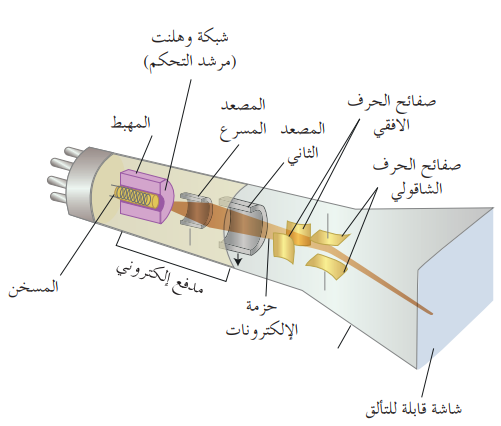 شبكة وهلنت
(مرشد التحكم)
صفائح الحرف
الافقي
المصعد
المسرع
المصعد
الثاني
المهبط
صفائح الحرف
الشاقولي
مدفع إلكتروني
المسخن
حزمة
الإلكترونات
شاشة قابلة للتألق